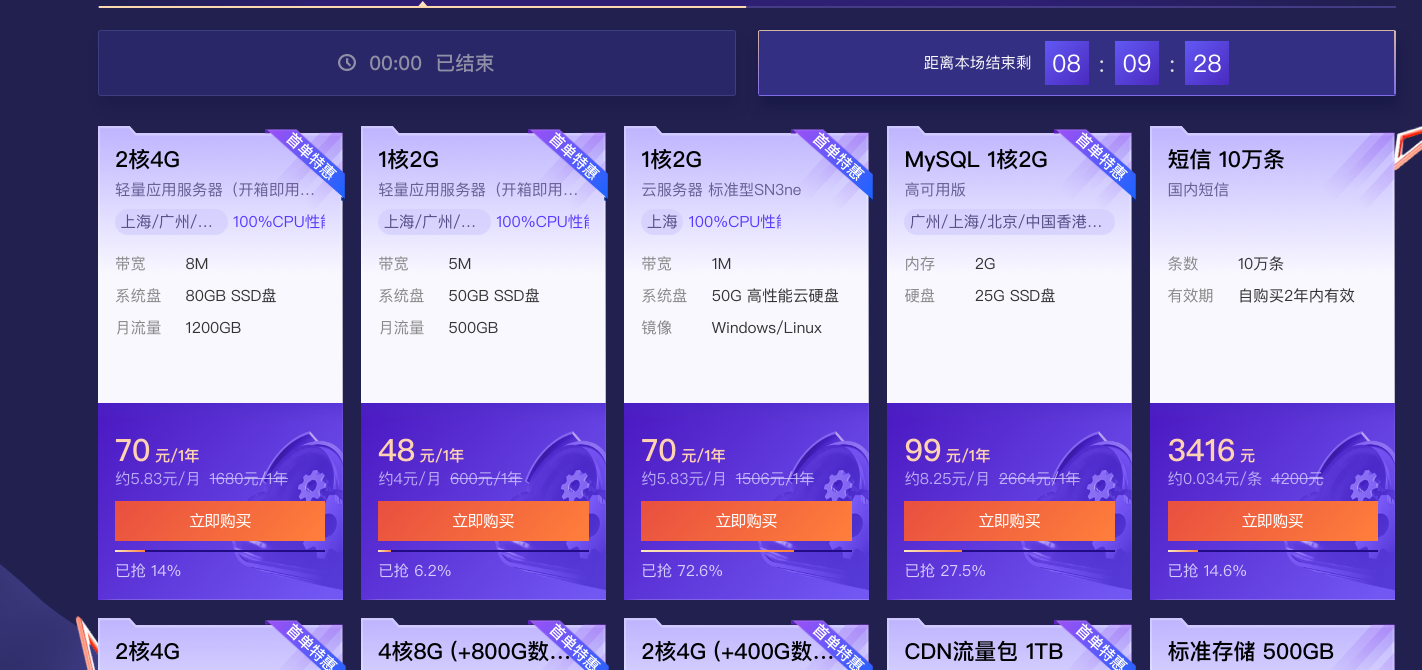 00:00 已结束
距离本场结束剩 08 : 09 : 28
首单特惠
2核4G
轻量应用服务器（开箱即用...
上海/广州/... 100%CPU性能
带宽 8M
系统盘 80GB SSD盘
月流量 1200GB
70 元/1年
约5.83元/月 1680元/1年
立即购买
已抢 14%
首单特惠
1核2G
轻量应用服务器（开箱即用...
上海/广州/... 100%CPU性能
带宽 5M
系统盘 50GB SSD盘
月流量 500GB
48 元/1年
约4元/月 600元/1年
立即购买
已抢 6.2%
首单特惠
1核2G
云服务器 标准型SN3ne
上海 100%CPU性能
带宽 1M
系统盘 50G 高性能云硬盘
镜像 Windows/Linux
70 元/1年
约5.83元/月 1506元/1年
立即购买
已抢 72.6%
首单特惠
MySQL 1核2G
高可用版
广州/上海/北京/中国香港...
内存 2G
硬盘 25G SSD盘
99 元/1年
约8.25元/月 2664元/1年
立即购买
已抢 27.5%
短信 10万条
国内短信
条数 10万条
有效期 自购买2年内有效
3416 元
约0.034元/条 4200元
立即购买
已抢 14.6%
首单特惠
2核4G
首单特惠
4核8G (+800G数...
首单特惠
2核4G (+400G数...
首单特惠
CDN流量包 1TB
标准存储 500GB